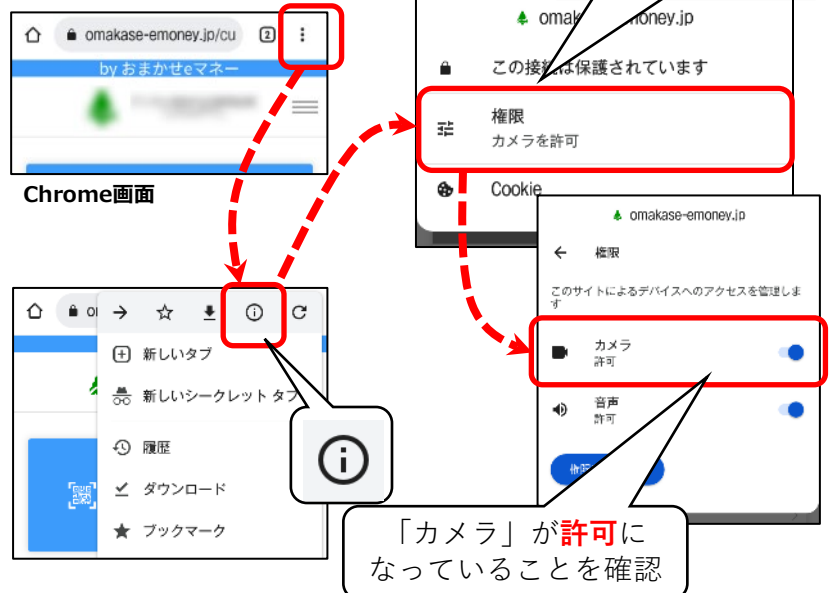 omakase-emoney.jp/cu
2
by おまかせeマネー
Chrome画面
この接続は保護されています
権限
カメラを許可
Cookie
新しいタブ
新しいシークレット タブ
履歴
ダウンロード
ブックマーク
omakase-emoney.jp
権限
このサイトによるデバイスへのアクセスを管理しま
す
カメラ
許可
音声
許可
「カメラ」が許可に
なっていることを確認